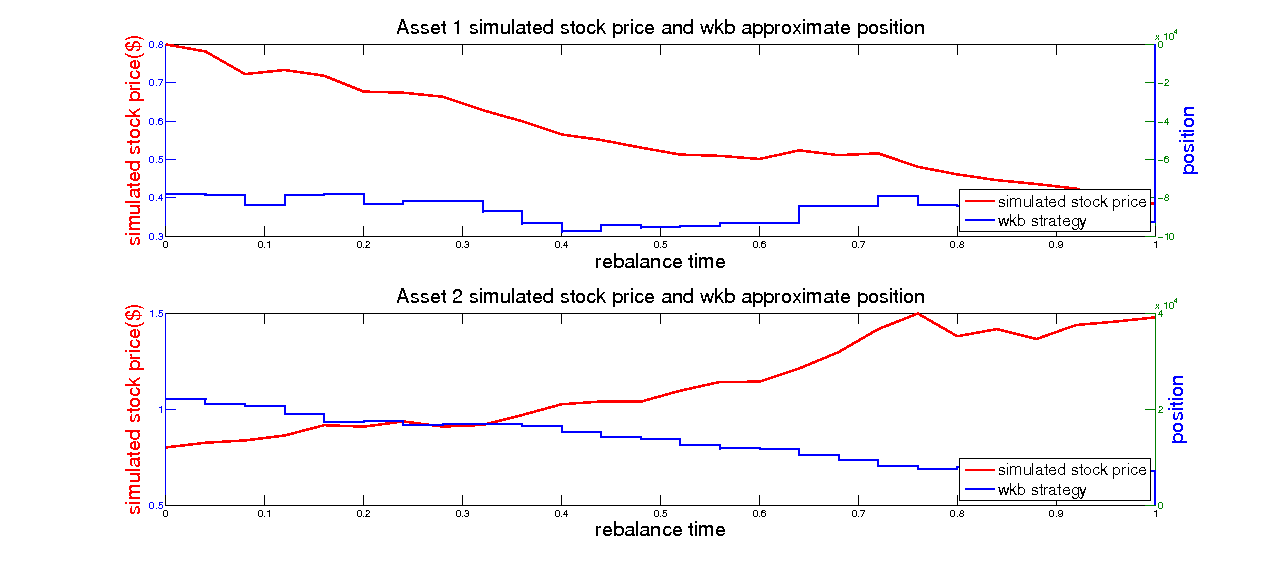 Asset 1 simulated stock price and wkb approximate position
x 10^4
simulated stock price($)
0.8
0.7
0.6
0.5
0.4
0.3
0
−2
−4
−6
−8
−10
position
simulated stock price
wkb strategy
0 0.1 0.2 0.3 0.4 0.5 0.6 0.7 0.8 0.9 1
rebalance time
Asset 2 simulated stock price and wkb approximate position
x 10^4
simulated stock price($)
1.5
1
0.5
4
2
0
position
simulated stock price
wkb strategy
0 0.1 0.2 0.3 0.4 0.5 0.6 0.7 0.8 0.9 1
rebalance time